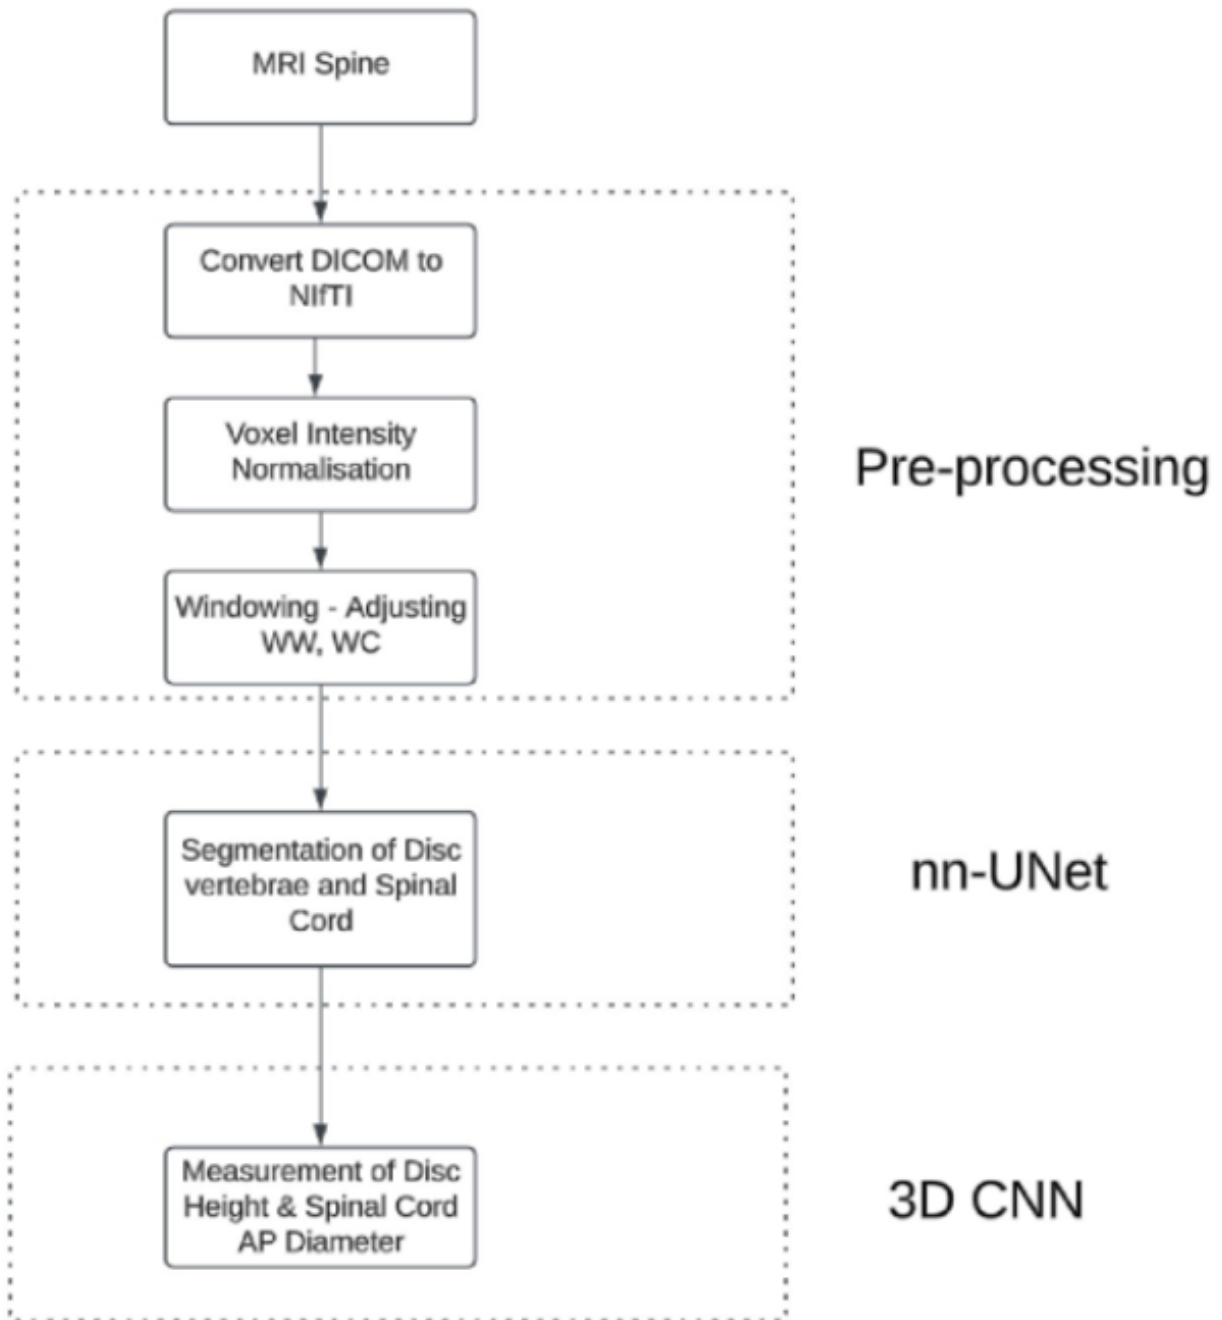 MRI Spine
Convert DICOM to
NIfTI
Voxel Intensity
Normalisation
Pre-processing
Windowing - Adjusting
WW, WC
Segmentation of Disc
vertebrae and Spinal
Cord
nn-UNet
Measurement of Disc
Height & Spinal Cord
AP Diameter
3D CNN